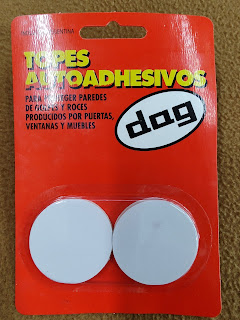 TOPES
AUTOADHESIVOS
PARA PROTEGER PAREDES
DE GOLPES Y ROCES
PRODUCIDOS POR PUERTAS,
VENTANAS Y MUEBLES
dog